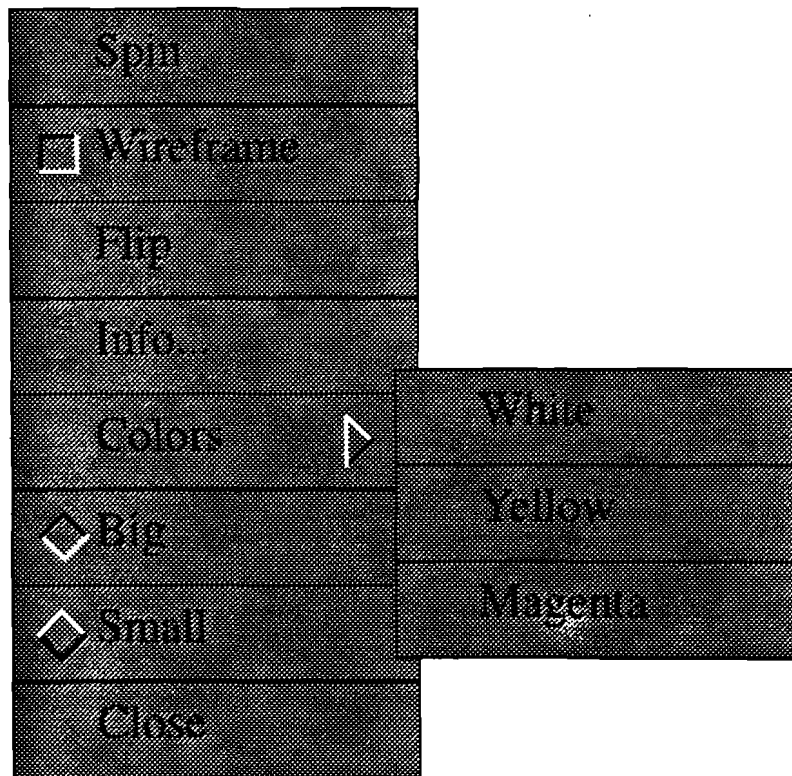 Spin
Wireframe
Flip
Info...
Colors
White
Yellow
Big
Magenta
Small
Close